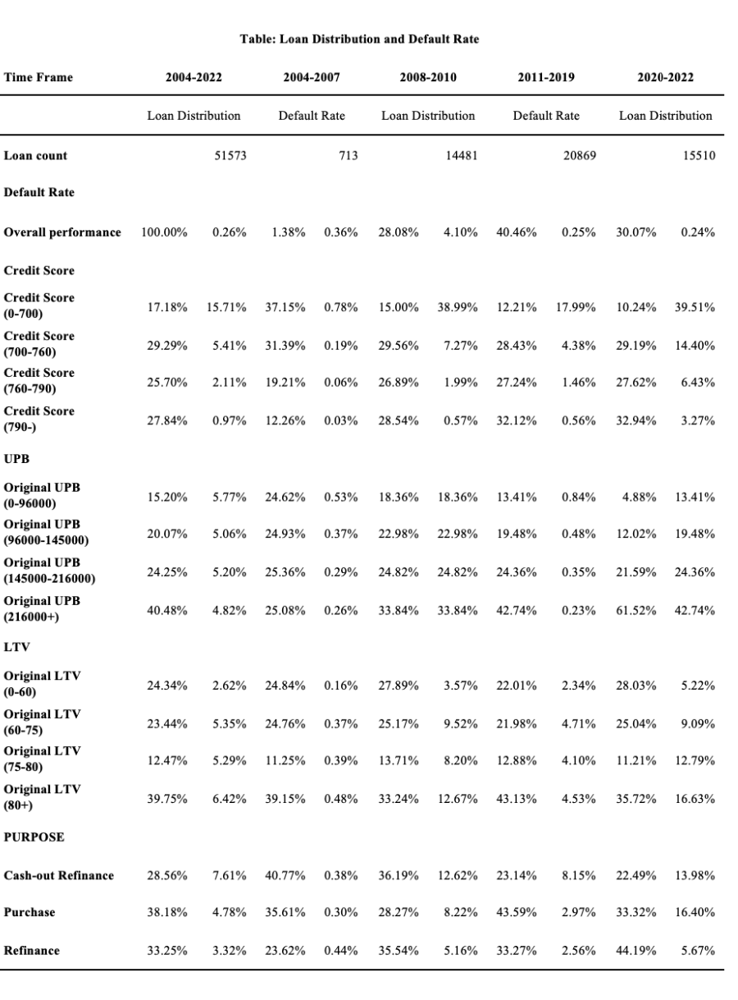 Table: Loan Distribution and Default Rate
Time Frame 2004-2022 2004-2007 2008-2010 2011-2019 2020-2022
Loan Distribution Default Rate Loan Distribution Default Rate Loan Distribution
Loan count 51573 713 14481 20869 15510
Default Rate
Overall performance 100.00% 0.26% 1.38% 0.36% 28.08% 4.10% 40.46% 0.25% 30.07% 0.24%
Credit Score
Credit Score
(0-700) 17.18% 15.71% 37.15% 0.78% 15.00% 38.99% 12.21% 17.99% 10.24% 39.51%
Credit Score
(700-760) 29.29% 5.41% 31.39% 0.19% 29.56% 7.27% 28.43% 4.38% 29.19% 14.40%
Credit Score
(760-790) 25.70% 2.11% 19.21% 0.06% 26.89% 1.99% 27.24% 1.46% 27.62% 6.43%
Credit Score
(790-) 27.84% 0.97% 12.26% 0.03% 28.54% 0.57% 32.12% 0.56% 32.94% 3.27%
UPB
Original UPB
(0-96000) 15.20% 5.77% 24.62% 0.53% 18.36% 18.36% 13.41% 0.84% 4.88% 13.41%
Original UPB
(96000-145000) 20.07% 5.06% 24.93% 0.37% 22.98% 22.98% 19.48% 0.48% 12.02% 19.48%
Original UPB
(145000-216000) 24.25% 5.20% 25.36% 0.29% 24.82% 24.82% 24.36% 0.35% 21.59% 24.36%
Original UPB
(216000+) 40.48% 4.82% 25.08% 0.26% 33.84% 33.84% 42.74% 0.23% 61.52% 42.74%
LTV
Original LTV
(0-60) 24.34% 2.62% 24.84% 0.16% 27.89% 3.57% 22.01% 2.34% 28.03% 5.22%
Original LTV
(60-75) 23.44% 5.35% 24.76% 0.37% 25.17% 9.52% 21.98% 4.71% 25.04% 9.09%
Original LTV
(75-80) 12.47% 5.29% 11.25% 0.39% 13.71% 8.20% 12.88% 4.10% 11.21% 12.79%
Original LTV
(80+) 39.75% 6.42% 39.15% 0.48% 33.24% 12.67% 43.13% 4.53% 35.72% 16.63%
PURPOSE
Cash-out Refinance 28.56% 7.61% 40.77% 0.38% 36.19% 12.62% 23.14% 8.15% 22.49% 13.98%
Purchase 38.18% 4.78% 35.61% 0.30% 28.27% 8.22% 43.59% 2.97% 33.32% 16.40%
Refinance 33.25% 3.32% 23.62% 0.44% 35.54% 5.16% 33.27% 2.56% 44.19% 5.67%